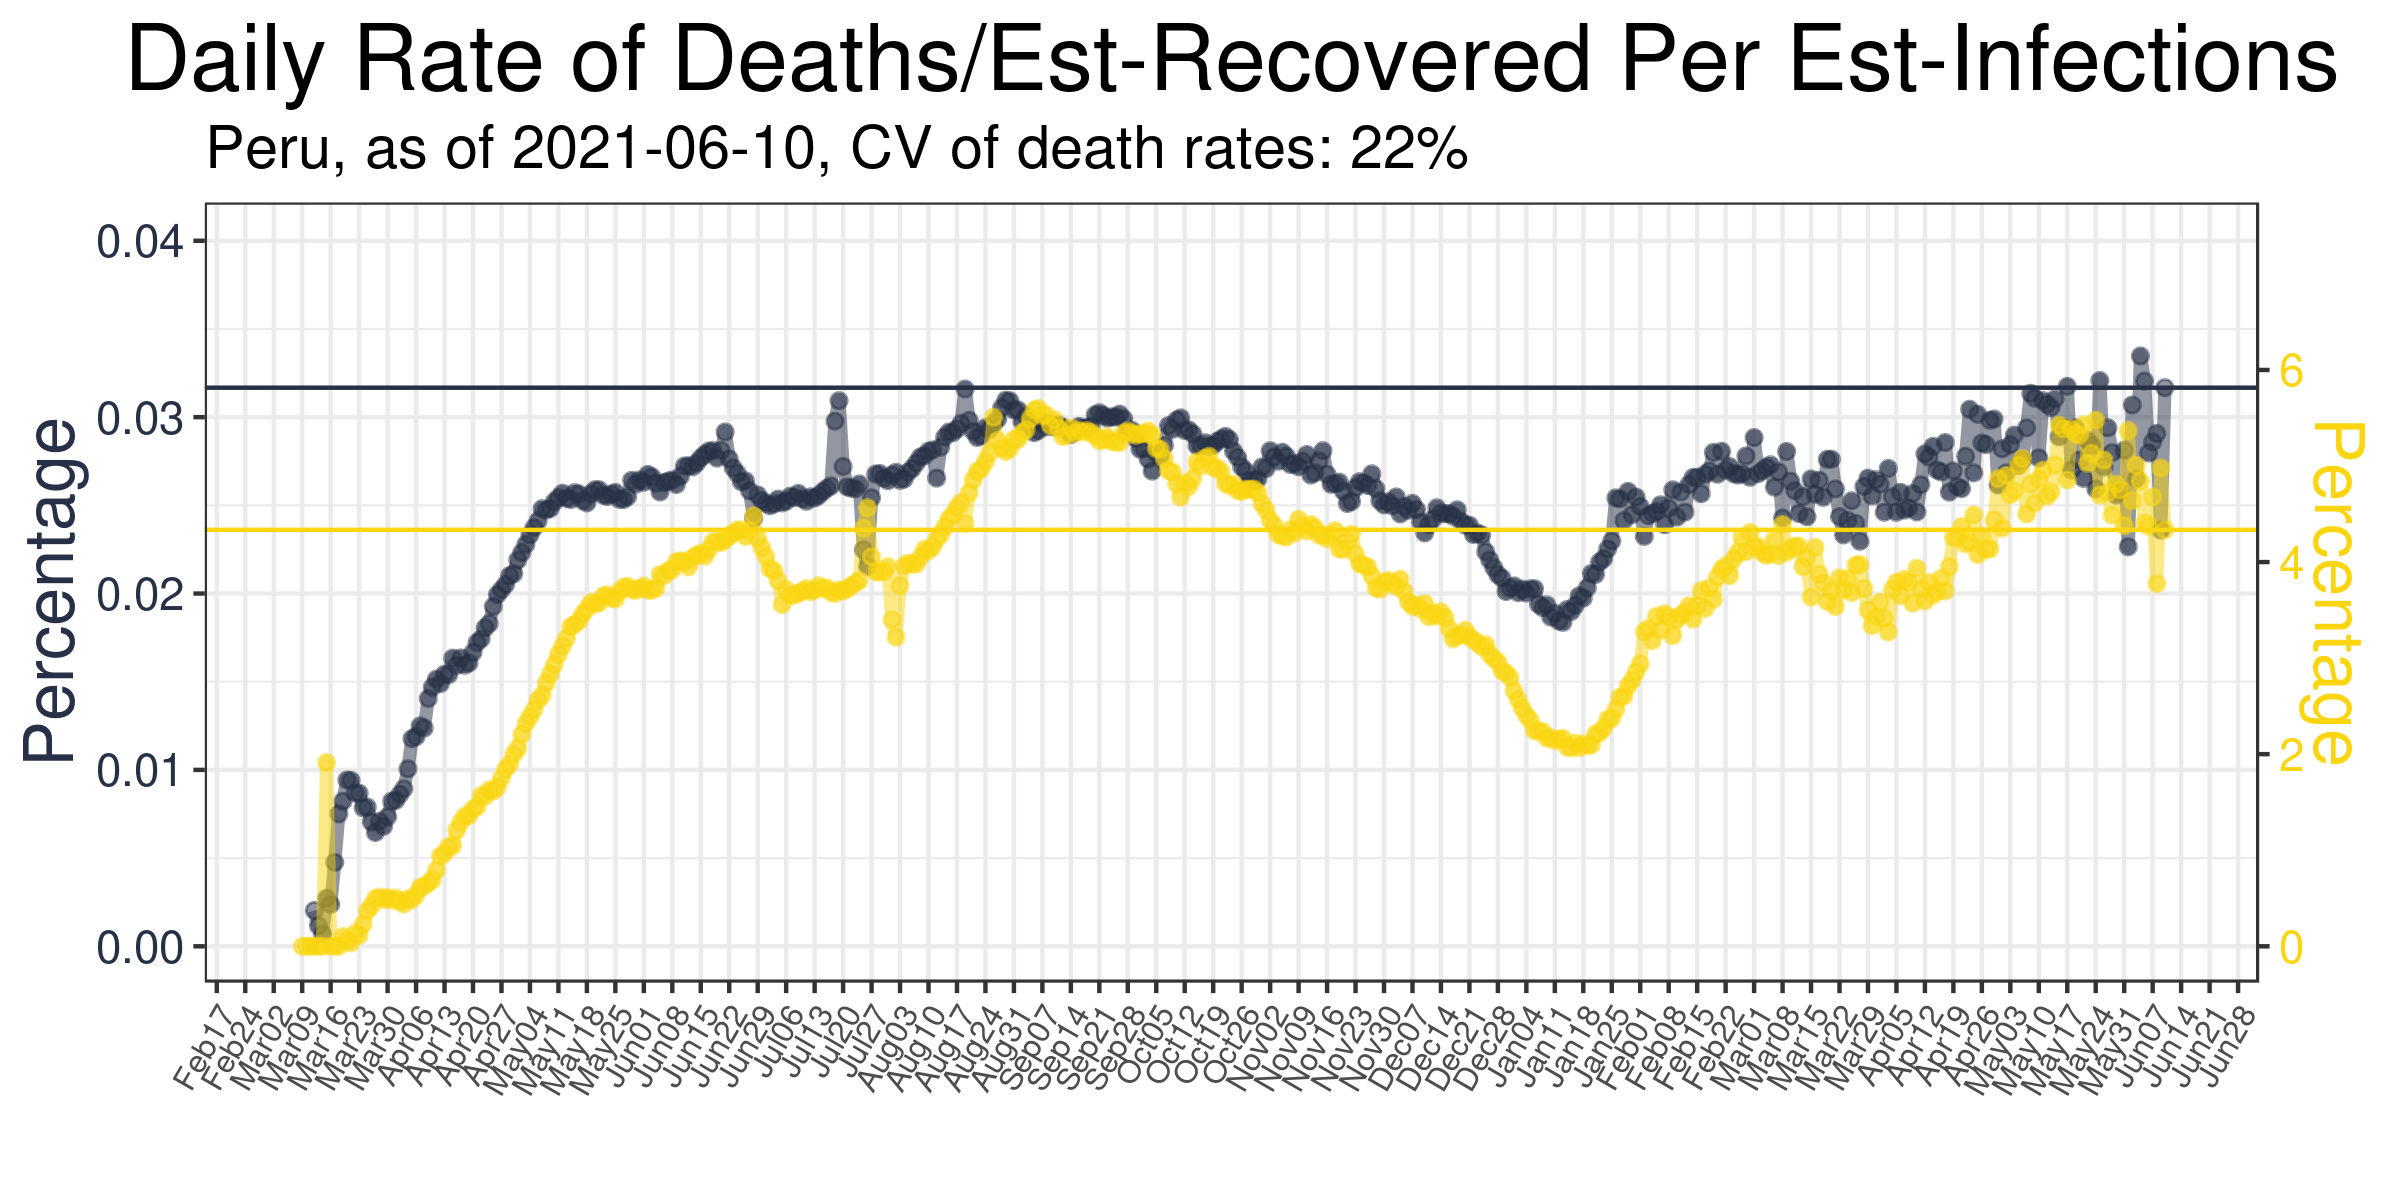 Daily Rate of Deaths/Est-Recovered Per Est-Infections
Peru, as of 2021-06-10, CV of death rates: 22%
Percentage
0.04
0.03
0.02
0.01
0.00
6
4
2
0
Percentage
Feb17
Feb24
Mar02
Mar09
Mar16
Mar23
Mar30
Apr06
Apr13
Apr20
Apr27
May04
May11
May18
May25
Jun01
Jun08
Jun15
Jun22
Jun29
Jul06
Jul13
Jul20
Jul27
Aug03
Aug10
Aug17
Aug24
Aug31
Sep07
Sep14
Sep21
Sep28
Oct05
Oct12
Oct19
Oct26
Nov02
Nov09
Nov16
Nov23
Nov30
Dec07
Dec14
Dec21
Dec28
Jan04
Jan11
Jan18
Jan25
Feb01
Feb08
Feb15
Feb22
Mar01
Mar08
Mar15
Mar22
Mar29
Apr05
Apr12
Apr19
Apr26
May03
May10
May17
May24
May31
Jun07
Jun14
Jun21
Jun28